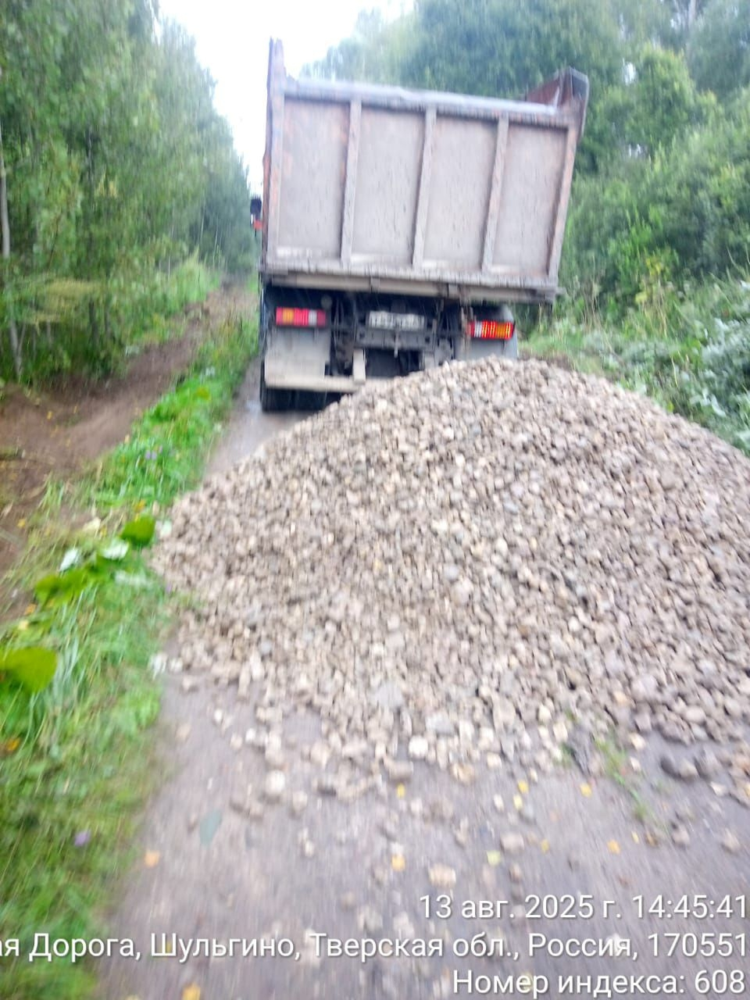 13 авг. 2025 г. 14:45:41
ая Дорога, Шульгино, Тверская обл., Россия, 170551
Номер индекса: 608